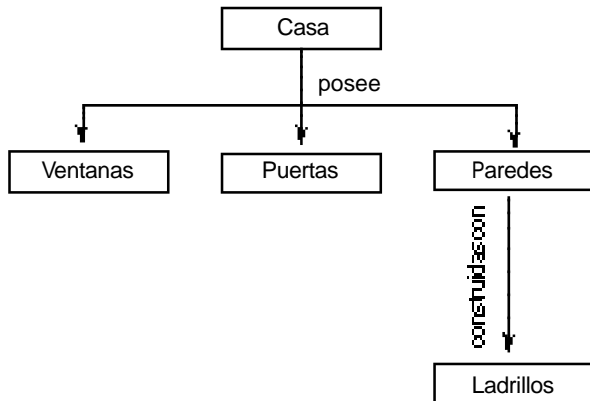 Casa
posee
Ventanas
Puertas
Paredes
construidas con
Ladrillos